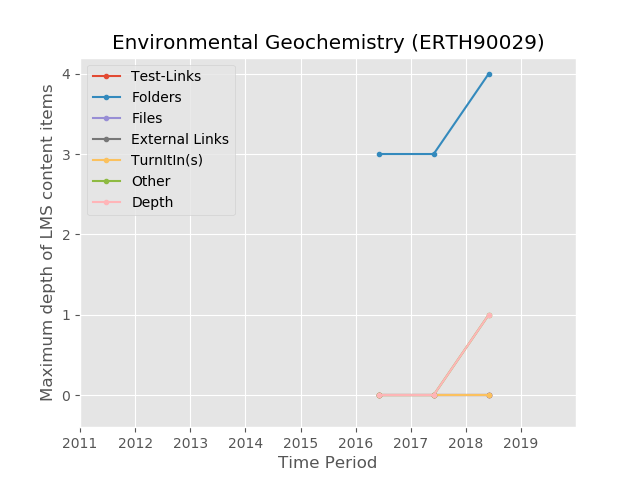 Environmental Geochemistry (ERTH90029)
Test-Links
Folders
Files
External Links
TurnItIn(s)
Other
Depth
Maximum depth of LMS content items
4
3
2
1
0
2011 2012 2013 2014 2015 2016 2017 2018 2019
Time Period